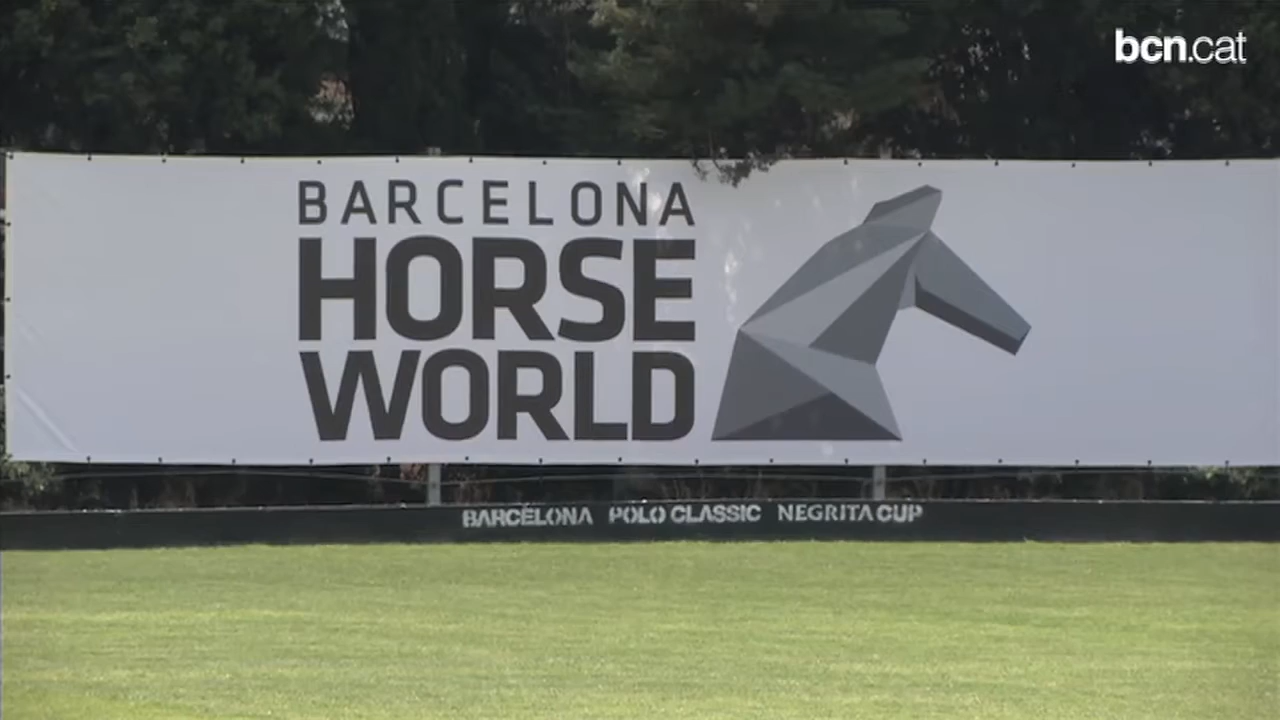 bcn.cat
BARCELONA
HORSE
WORLD
BARCELONA POLO CLASSIC NEGRITA CUP